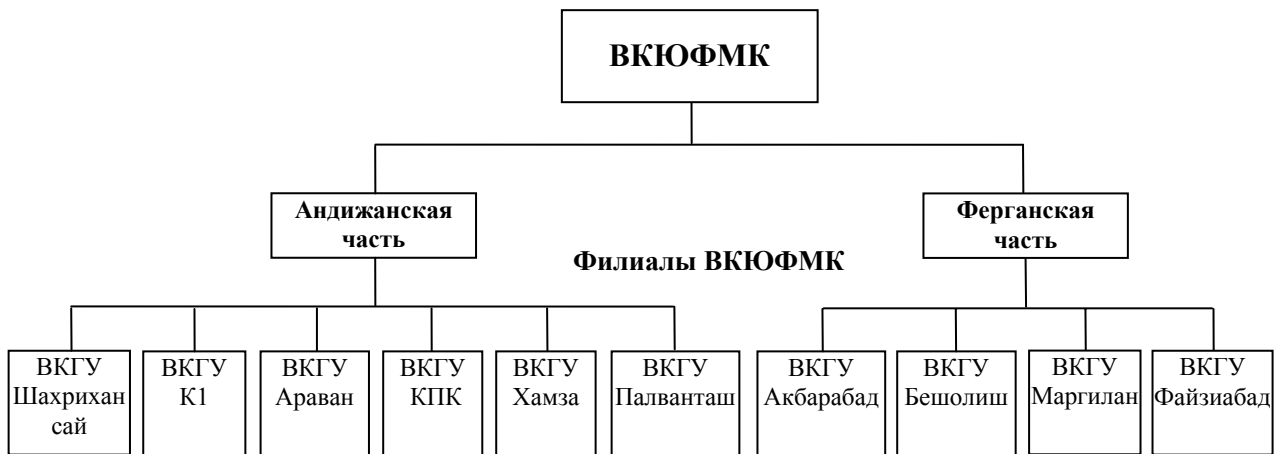 ВКЮФМК
Андижанская
часть
Ферганская
часть
Филиалы ВКЮФМК
ВКГУ
Шахрихан
сай
ВКГУ
К1
ВКГУ
Араван
ВКГУ
КПК
ВКГУ
Хамза
ВКГУ
Палванташ
ВКГУ
Акбарабад
ВКГУ
Бешолиш
ВКГУ
Маргилан
ВКГУ
Файзиабад